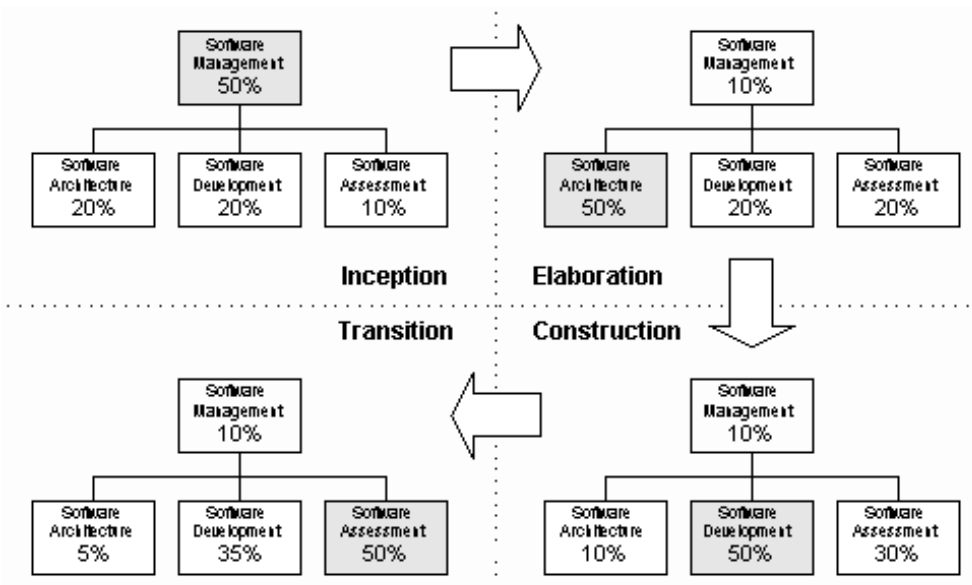 Software
Management
50%
Software
Architecture
20%
Software
Development
20%
Software
Assessment
10%
Inception
Software
Management
10%
Software
Architecture
50%
Software
Development
20%
Software
Assessment
20%
Elaboration
Transition
Software
Management
10%
Software
Architecture
5%
Software
Development
35%
Software
Assessment
50%
Construction
Software
Management
10%
Software
Architecture
10%
Software
Development
50%
Software
Assessment
30%